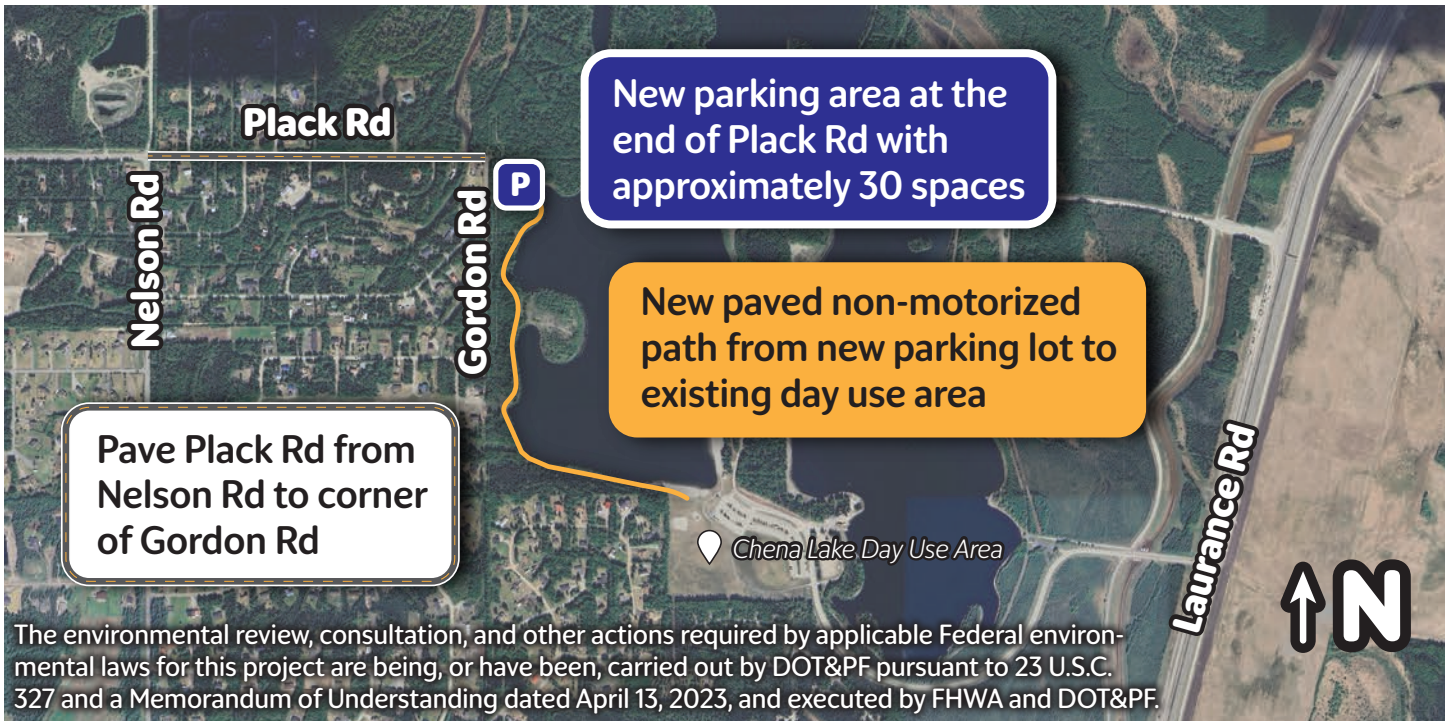 Plack Rd
Nelson Rd
Gordon Rd
P
New parking area at the
end of Plack Rd with
approximately 30 spaces
New paved non-motorized
path from new parking lot to
existing day use area
Pave Plack Rd from
Nelson Rd to corner
of Gordon Rd
Chena Lake Day Use Area
Laurance Rd
N
The environmental review, consultation, and other actions required by applicable Federal environ-
mental laws for this project are being, or have been, carried out by DOT&PF pursuant to 23 U.S.C.
327 and a Memorandum of Understanding dated April 13, 2023, and executed by FHWA and DOT&PF.